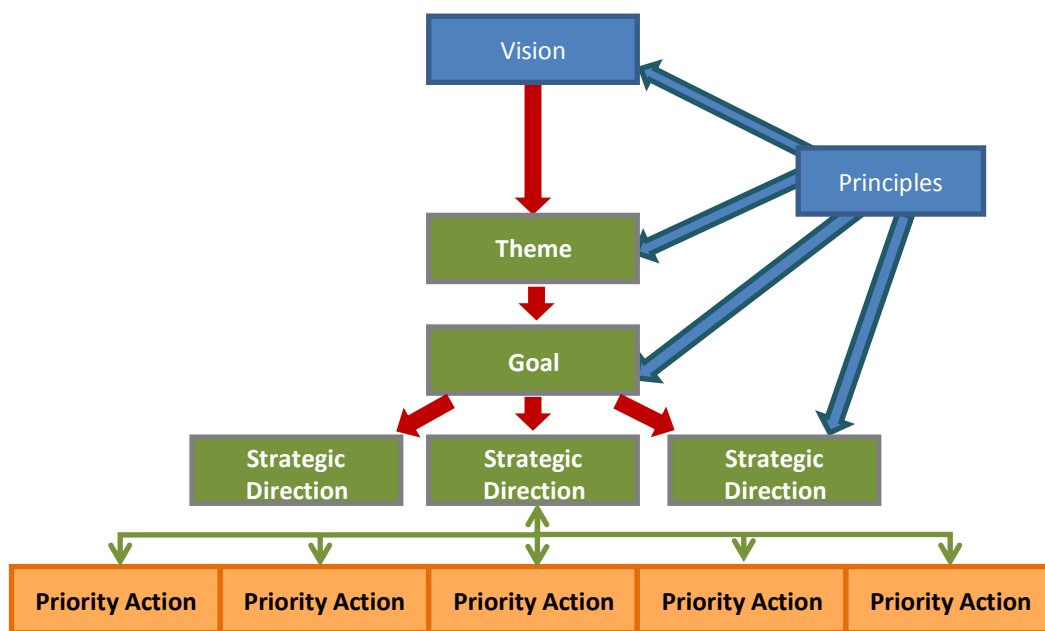 Vision
Principles
Theme
Goal
Strategic
Direction
Strategic
Direction
Strategic
Direction
Priority Action
Priority Action
Priority Action
Priority Action
Priority Action